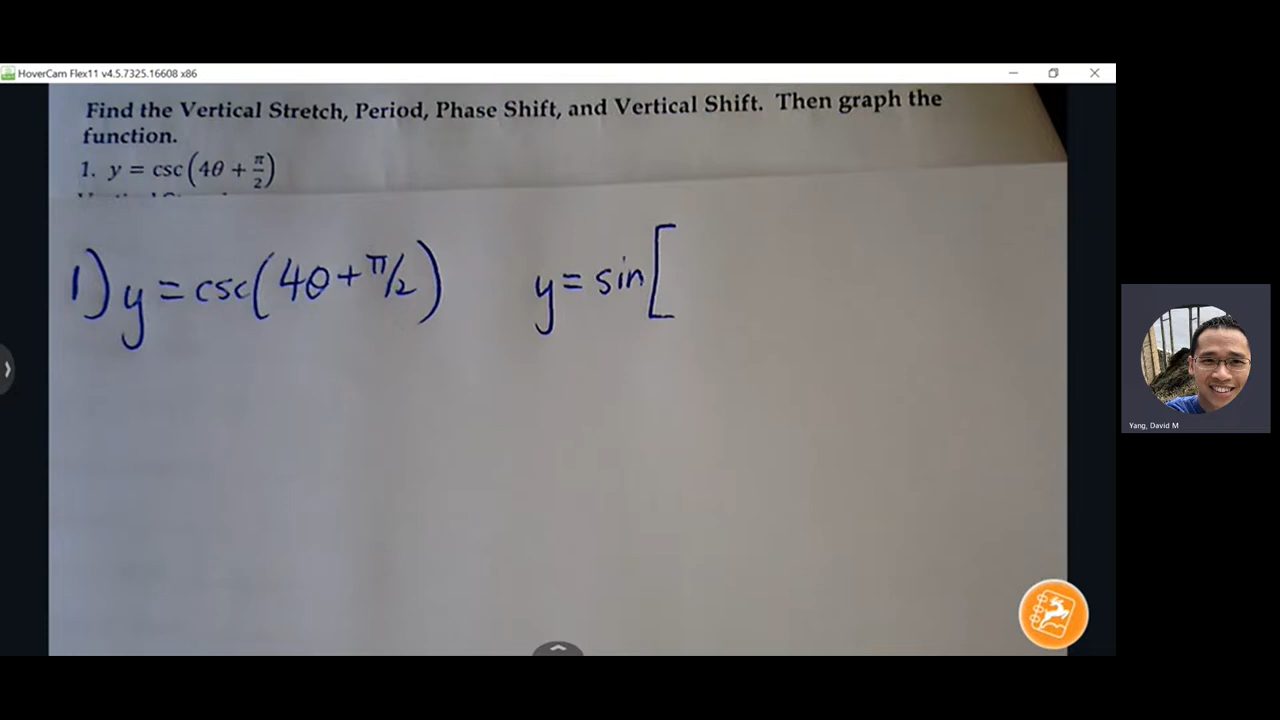 HoverCam Flex11 v4.5.7325.16608 x86
Find the Vertical Stretch, Period, Phase Shift, and Vertical Shift. Then graph the
function.
1. y = csc(4θ + π/2)
1) y = csc(4θ + π/2) y = sin[
Yang, David M